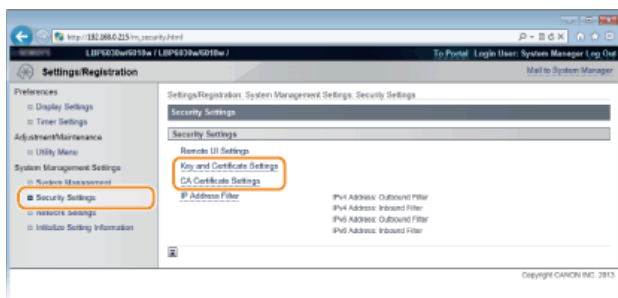 http://192.168.0.215/m_security.html
LBP6030w/6018w / LBP6030w/6018w /
To Portal Login User: System Manager Log Out
Settings/Registration
Mail to System Manager
Preferences
Display Settings
Timer Settings
Adjustment/Maintenance
Utility Menu
System Management Settings
System Management
Security Settings
Network Settings
Initialize Setting Information
Settings/Registration: System Management Settings: Security Settings
Security Settings
Security Settings
Remote UI Settings
Key and Certificate Settings
CA Certificate Settings
IP Address Filter
IPv4 Address: Outbound Filter
IPv4 Address: Inbound Filter
IPv6 Address: Outbound Filter
IPv6 Address: Inbound Filter
Copyright CANON INC. 2013